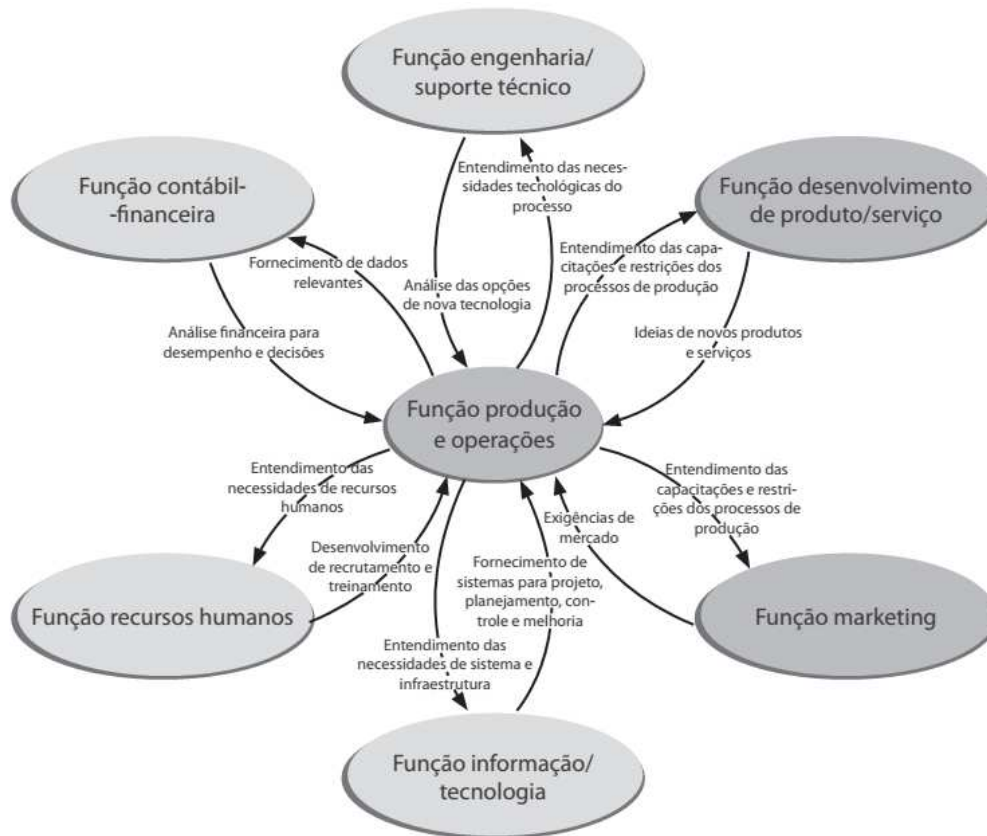 Função engenharia/
suporte técnico
Função contábil-
-financeira
Função desenvolvimento
de produto/serviço
Entendimento das neces-
sidades tecnológicas do
processo
Fornecimento de dados
relevantes
Análise das opções
de nova tecnologia
Entendimento das capa-
citações e restrições dos
processos de produção
Análise financeira para
desempenho e decisões
Ideias de novos produtos
e serviços
Função produção
e operações
Entendimento das
necessidades de recursos
humanos
Entendimento das
capacitações e restri-
ções dos processos de
produção
Desenvolvimento
de recrutamento e
treinamento
Exigências de
mercado
Fornecimento de
sistemas para projeto,
planejamento, con-
trole e melhoria
Função recursos humanos
Função marketing
Entendimento das
necessidades de sistema e
infraestrutura
Função informação/
tecnologia